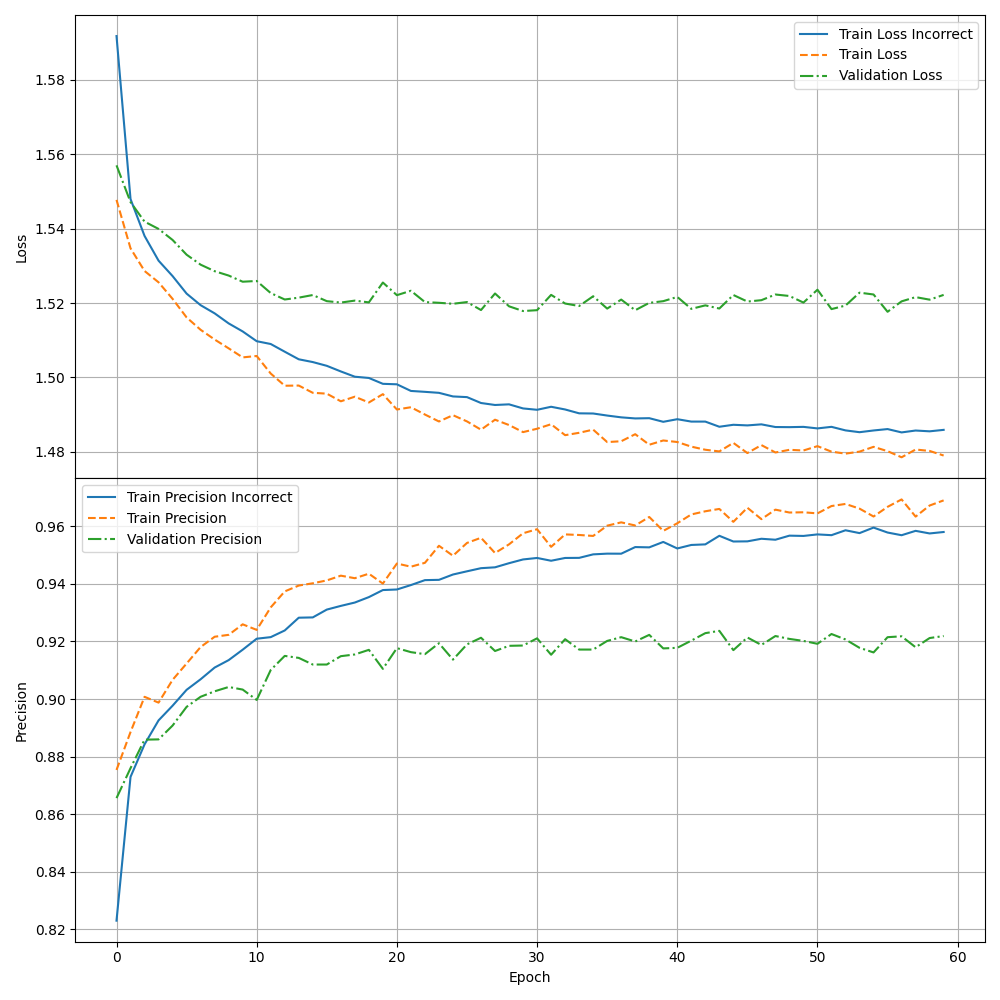 Train Loss Incorrect
Train Loss
Validation Loss
1.58
1.56
1.54
1.52
1.50
1.48
Loss
Train Precision Incorrect
Train Precision
Validation Precision
0.96
0.94
0.92
0.90
0.88
0.86
0.84
0.82
Precision
0 10 20 30 40 50 60
Epoch